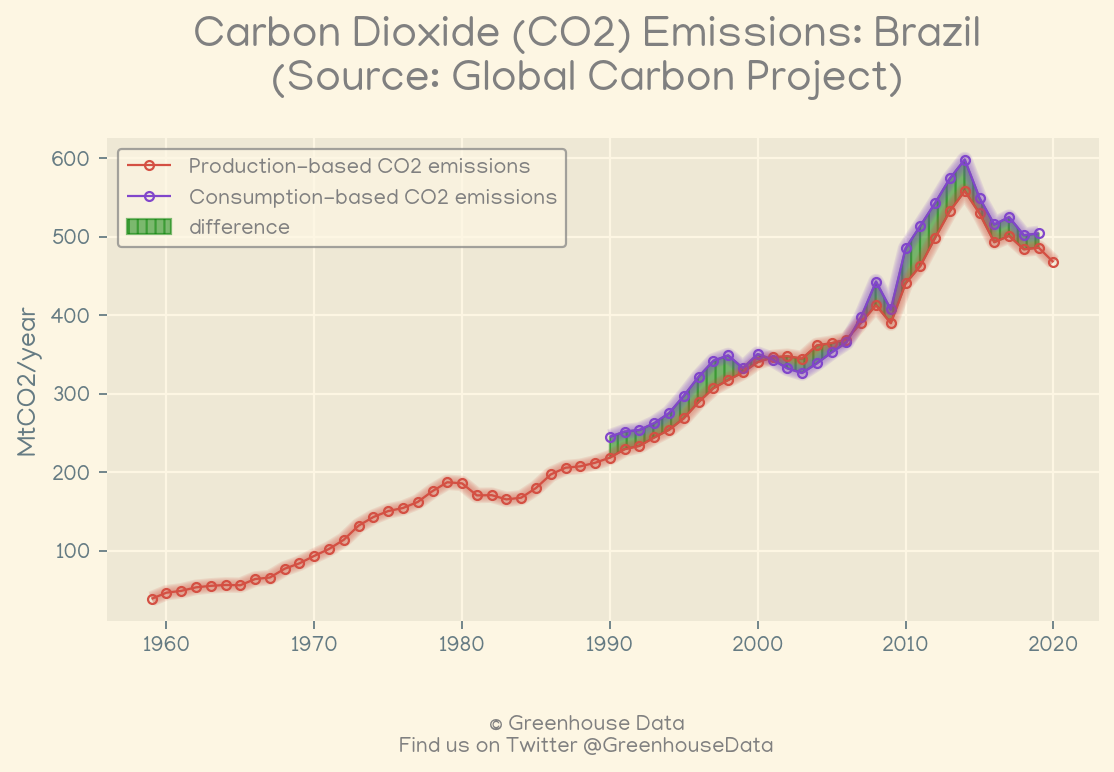 Carbon Dioxide (CO2) Emissions: Brazil
(Source: Global Carbon Project)
Production-based CO2 emissions
Consumption-based CO2 emissions
difference
MtCO2/year
600
500
400
300
200
100
1960
1970
1980
1990
2000
2010
2020
© Greenhouse Data
Find us on Twitter @GreenhouseData